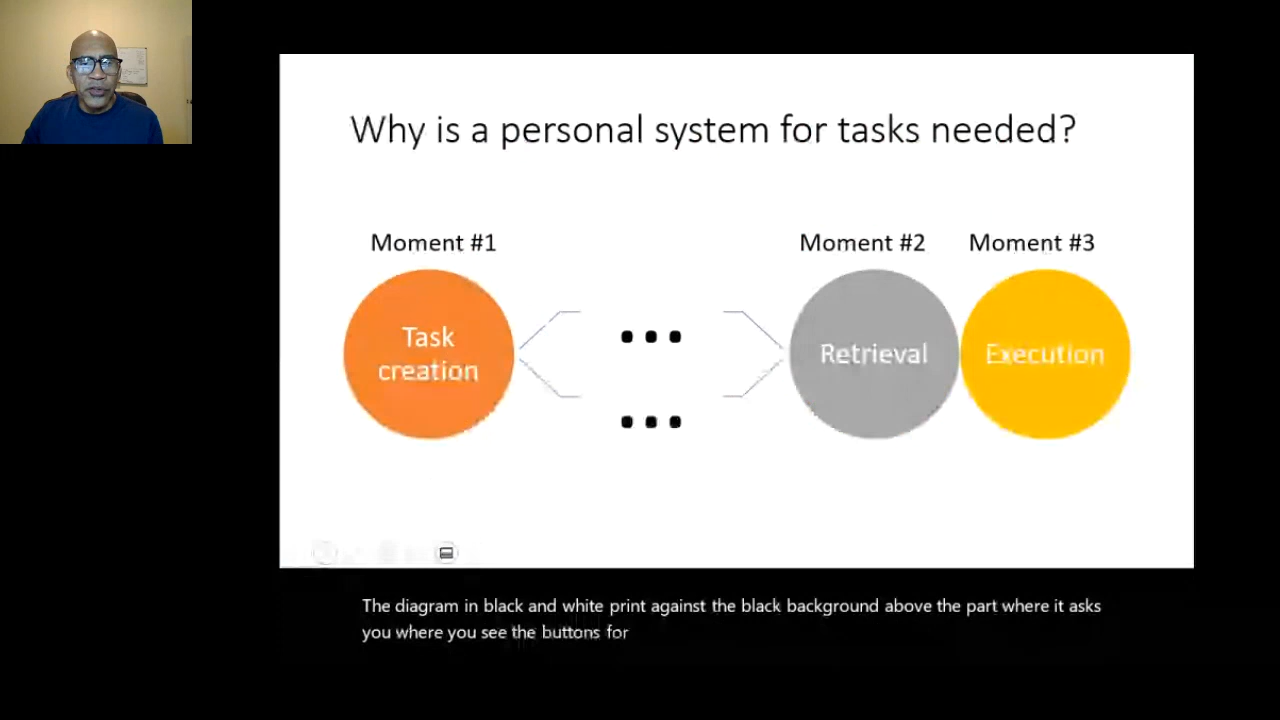 Why is a personal system for tasks needed?
Moment #1
Moment #2
Moment #3
Task
creation
...
...
Retrieval
Execution
The diagram in black and white print against the black background above the part where it asks
you where you see the buttons for